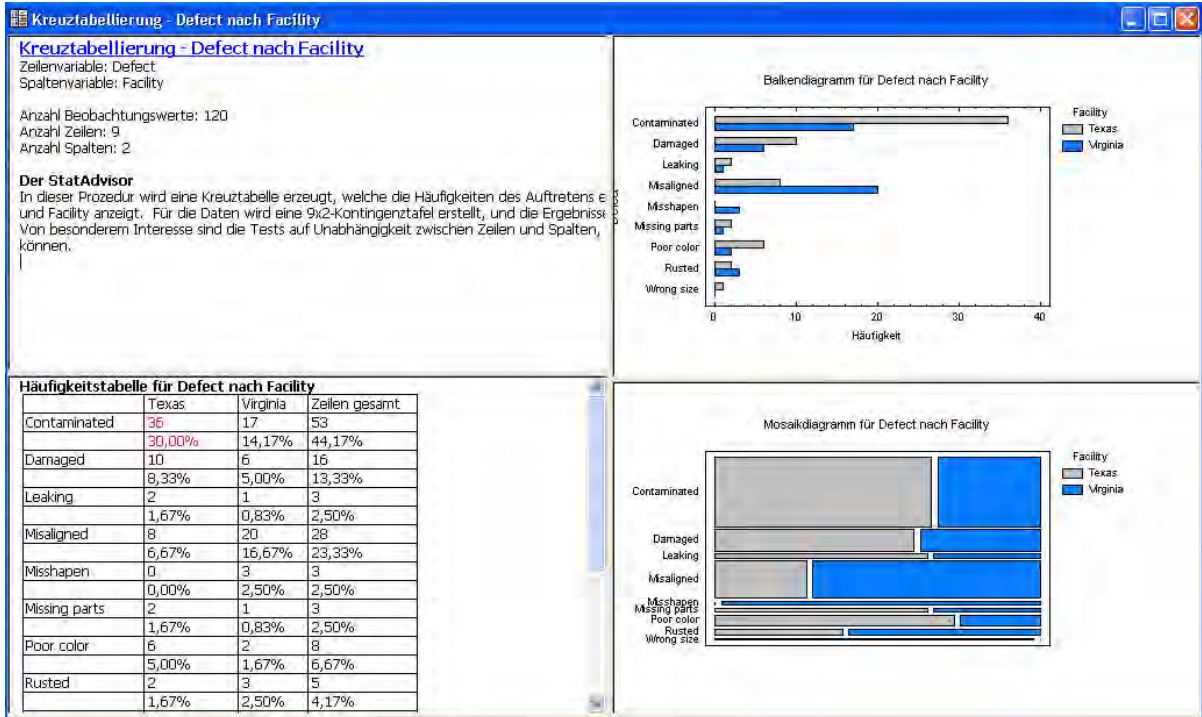 Kreuztabellierung - Defect nach Facility
Kreuztabellierung - Defect nach Facility
Zeilenvariable: Defect
Spaltenvariable: Facility
Anzahl Beobachtungswerte: 120
Anzahl Zeilen: 9
Anzahl Spalten: 2
Der StatAdvisor
In dieser Prozedur wird eine Kreuztabelle erzeugt, welche die Häufigkeiten des Auftretens
und Facility anzeigt. Für die Daten wird eine 9x2-Kontingenztafel erstellt, und die
Von besonderem Interesse sind die Tests auf Unabhängigkeit zwischen Zeilen und Spalten,
können.
Balkendiagramm für Defect nach Facility
Facility
Texas
Virginia
Contaminated
Damaged
Leaking
Misaligned
Misshapen
Missing parts
Poor color
Rusted
Wrong size
0 10 20 30 40
Häufigkeit
Häufigkeitstabelle für Defect nach Facility
Texas Virginia Zeilen gesamt
Contaminated 36 17 53
30,00% 14,17% 44,17%
Damaged 10 6 16
8,33% 5,00% 13,33%
Leaking 2 1 3
1,67% 0,83% 2,50%
Misaligned 8 20 28
6,67% 16,67% 23,33%
Misshapen 0 3 3
0,00% 2,50% 2,50%
Missing parts 2 1 3
1,67% 0,83% 2,50%
Poor color 6 2 8
5,00% 1,67% 6,67%
Rusted 2 3 5
1,67% 2,50% 4,17%
Mosaikdiagramm für Defect nach Facility
Facility
Texas
Virginia
Contaminated
Damaged
Leaking
Misaligned
Misshapen
Missing parts
Poor color
Rusted
Wrong size